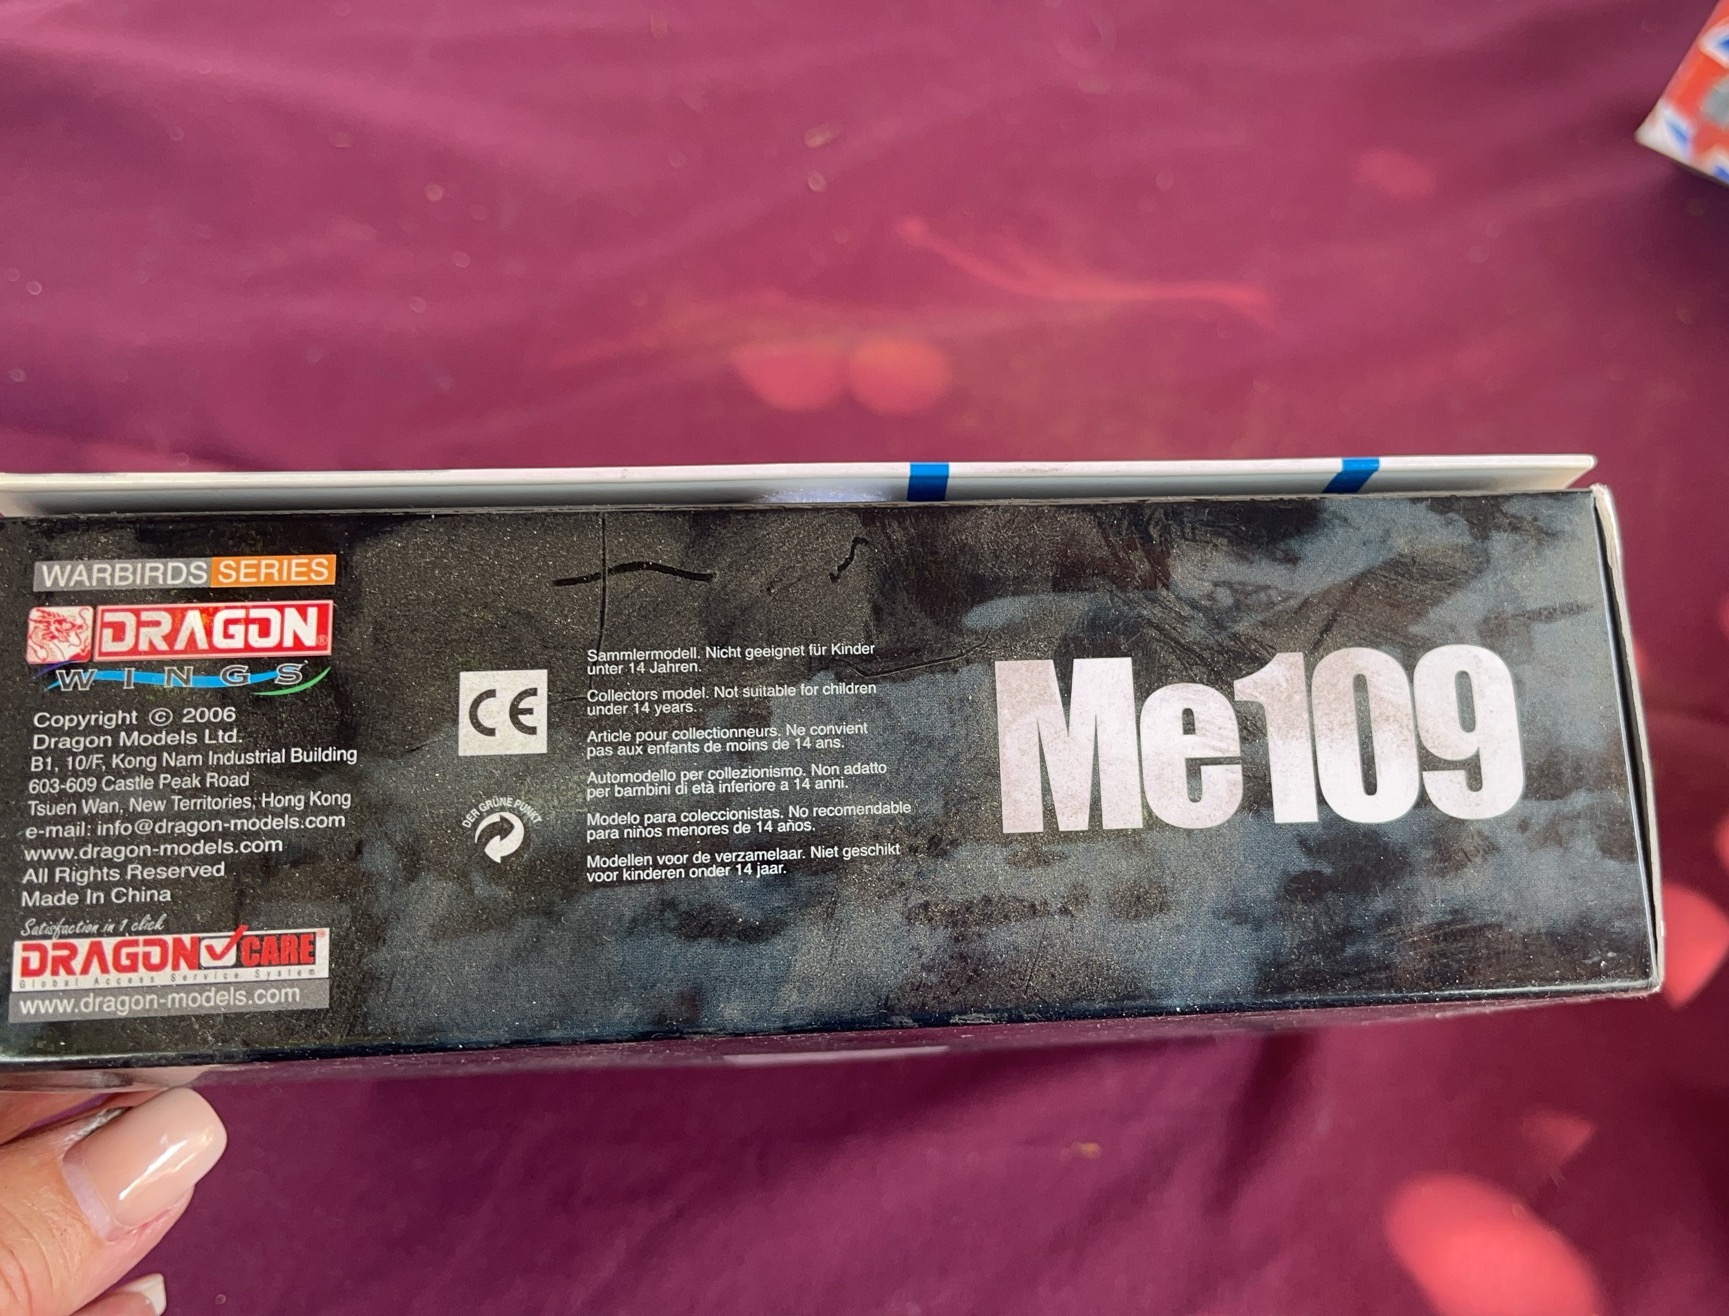 WARBIRDS SERIES
DRAGON®
WINGS
Copyright © 2006
Dragon Models Ltd.
B1, 10/F, Kong Nam Industrial Building
603-609 Castle Peak Road
Tsuen Wan, New Territories, Hong Kong
e-mail: info@dragon-models.com
www.dragon-models.com
All Rights Reserved
Made In China
Satisfaction in 1 click
DRAGON CARE
Global Access Service System
www.dragon-models.com
CE
DER GRÜNE PUNKT
Sammlermodell. Nicht geeignet für Kinder
unter 14 Jahren.
Collectors model. Not suitable for children
under 14 years.
Article pour collectionneurs. Ne convient
pas aux enfants de moins de 14 ans.
Automodello per collezionismo. Non adatto
per bambini di età inferiore a 14 anni.
Modelo para coleccionistas. No recomendable
para niños menores de 14 años.
Modellen voor de verzamelaar. Niet geschikt
voor kinderen onder 14 jaar.
Me109